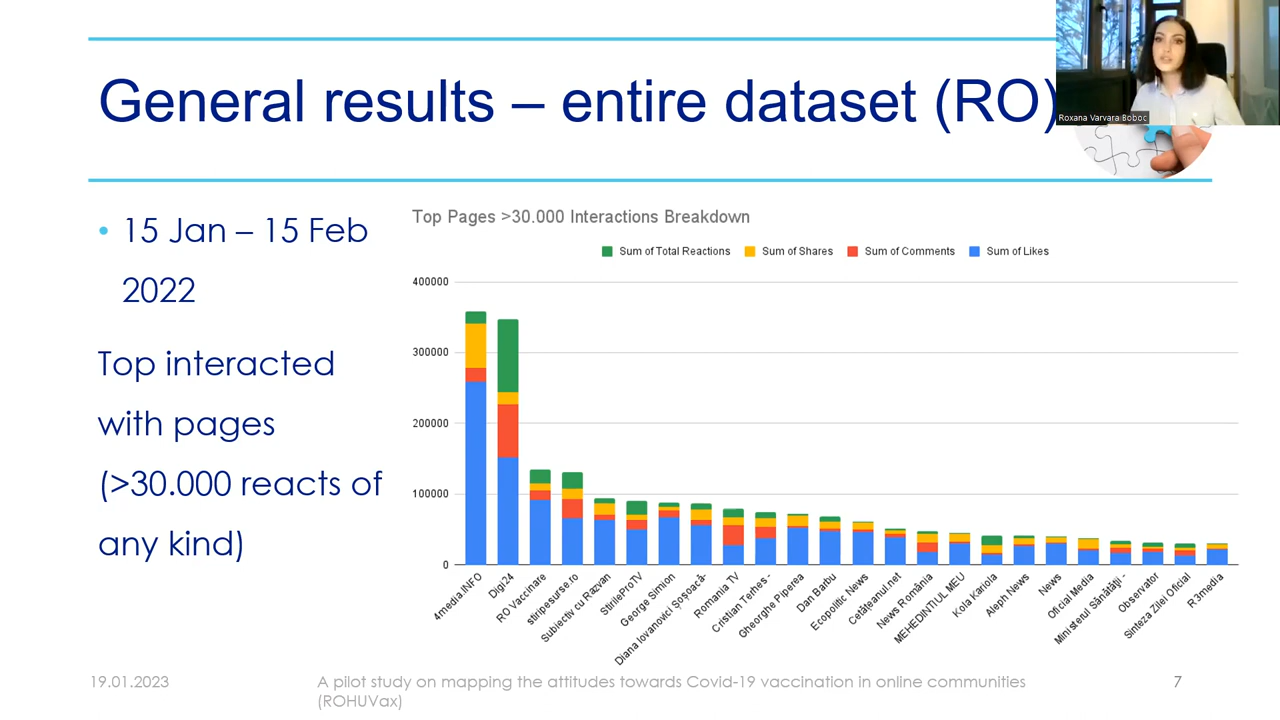 General results – entire dataset (RO)
Roxana Varvara Boboc
• 15 Jan – 15 Feb
2022
Top interacted
with pages
(>30.000 reacts of
any kind)
Top Pages >30.000 Interactions Breakdown
Sum of Total Reactions
Sum of Shares
Sum of Comments
Sum of Likes
400000
300000
200000
100000
0
4media.INFO
Digi24
RO Vaccinare
stiripesurse.ro
Subiectiv cu Razvan
StirileProTV
George Simion
Diana Iovanovici Șoșoacă-
Romania TV
Cristian Terhes -
Gheorghe Piperea
Dan Barbu
Ecopolitic News
Cetățeanul.net
News România
MEHEDINTIUL MEU
Koia Karioia
Aleph News
News
Oficial Media
Ministerul Sănătății -
Observator
Sinteza Zilei Oficial
R3media
19.01.2023
A pilot study on mapping the attitudes towards Covid-19 vaccination in online communities
(ROHUVax)
7